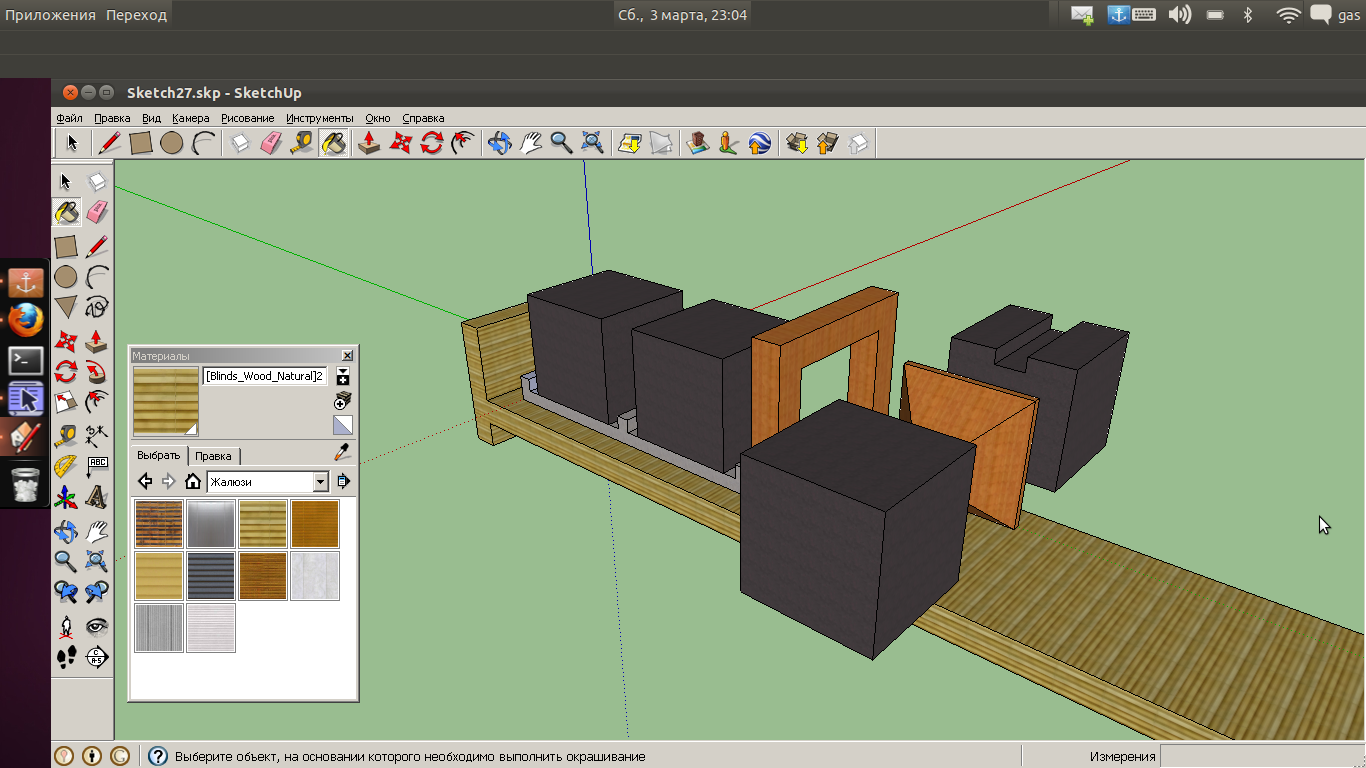 Приложения Переход
Сб., 3 марта, 23:04
gas
Sketch27.skp - SketchUp
Файл Правка Вид Камера Рисование Инструменты Окно Справка
Материалы
[Blinds_Wood_Natural]2
Выбрать Правка
Жалюзи
ABC
Выберите объект, на основании которого необходимо выполнить окрашивание
Измерения